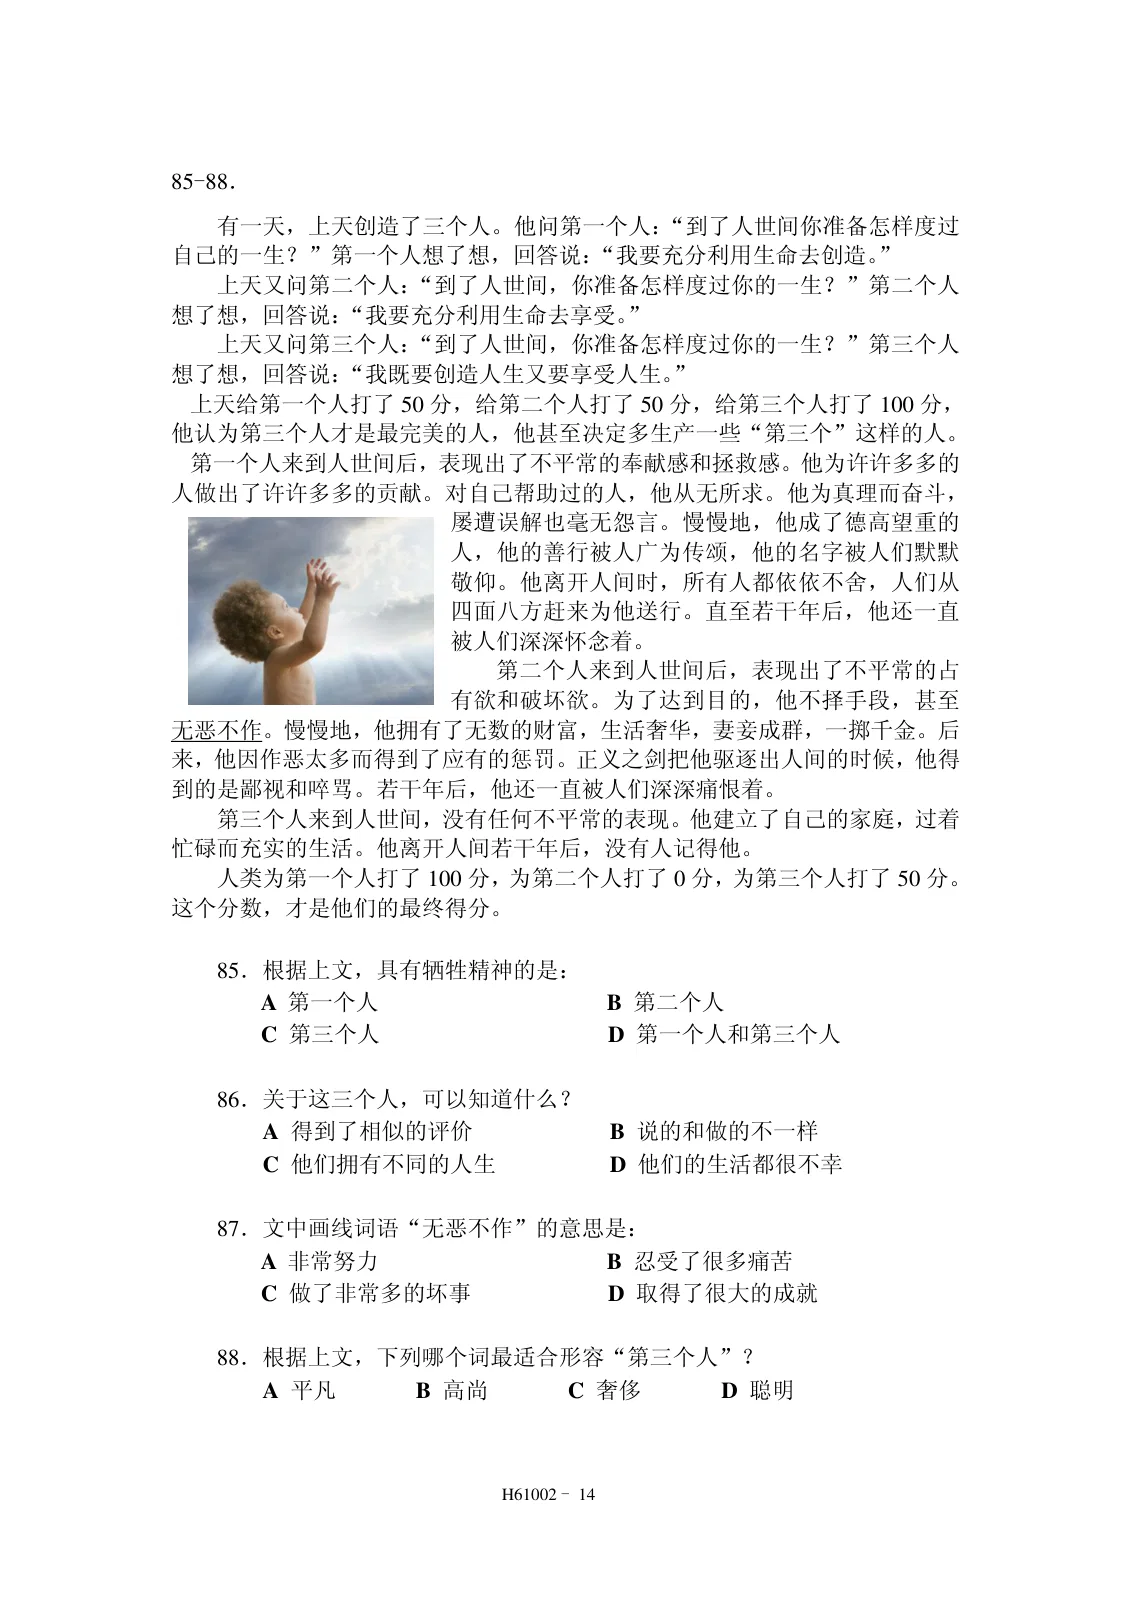 85-88.
有一天，上天创造了三个人。他问第一个人：“到了人世间你准备怎样度过
自己的一生？”第一个人想了想，回答说：“我要充分利用生命去创造。”
上天又问第二个人：“到了人世间，你准备怎样度过你的一生？”第二个人
想了想，回答说：“我要充分利用生命去享受。”
上天又问第三个人：“到了人世间，你准备怎样度过你的一生？”第三个人
想了想，回答说：“我既要创造人生又要享受人生。”
上天给第一个人打了 50 分，给第二个人打了 50 分，给第三个人打了 100 分，
他认为第三个人才是最完美的人，他甚至决定多生产一些“第三个”这样的人。
第一个人来到人世间后，表现出了不平常的奉献感和拯救感。他为许许多多的
人做出了许许多多的贡献。对自己帮助过的人，他从无所求。他为真理而奋斗，
屡遭误解也毫无怨言。慢慢地，他成了德高望重的
人，他的善行被人广为传颂，他的名字被人们默默
敬仰。他离开人间时，所有人都依依不舍，人们从
四面八方赶来为他送行。直至若干年后，他还一直
被人们深深怀念着。
第二个人来到人世间后，表现出了不平常的占
有欲和破坏欲。为了达到目的，他不择手段，甚至
无恶不作。慢慢地，他拥有了无数的财富，生活奢华，妻妾成群，一掷千金。后
来，他因作恶太多而得到了应有的惩罚。正义之剑把他驱逐出人间的时候，他得
到的是鄙视和啐骂。若干年后，他还一直被人们深深痛恨着。
第三个人来到人世间，没有任何不平常的表现。他建立了自己的家庭，过着
忙碌而充实的生活。他离开人间若干年后，没有人记得他。
人类为第一个人打了 100 分，为第二个人打了 0 分，为第三个人打了 50 分。
这个分数，才是他们的最终得分。
85．根据上文，具有牺牲精神的是：
A 第一个人 B 第二个人
C 第三个人 D 第一个人和第三个人
86．关于这三个人，可以知道什么？
A 得到了相似的评价 B 说的和做的不一样
C 他们拥有不同的人生 D 他们的生活都很不幸
87．文中画线词语“无恶不作”的意思是：
A 非常努力 B 忍受了很多痛苦
C 做了非常多的坏事 D 取得了很大的成就
88．根据上文，下列哪个词最适合形容“第三个人”？
A 平凡 B 高尚 C 奢侈 D 聪明
H61002 - 14